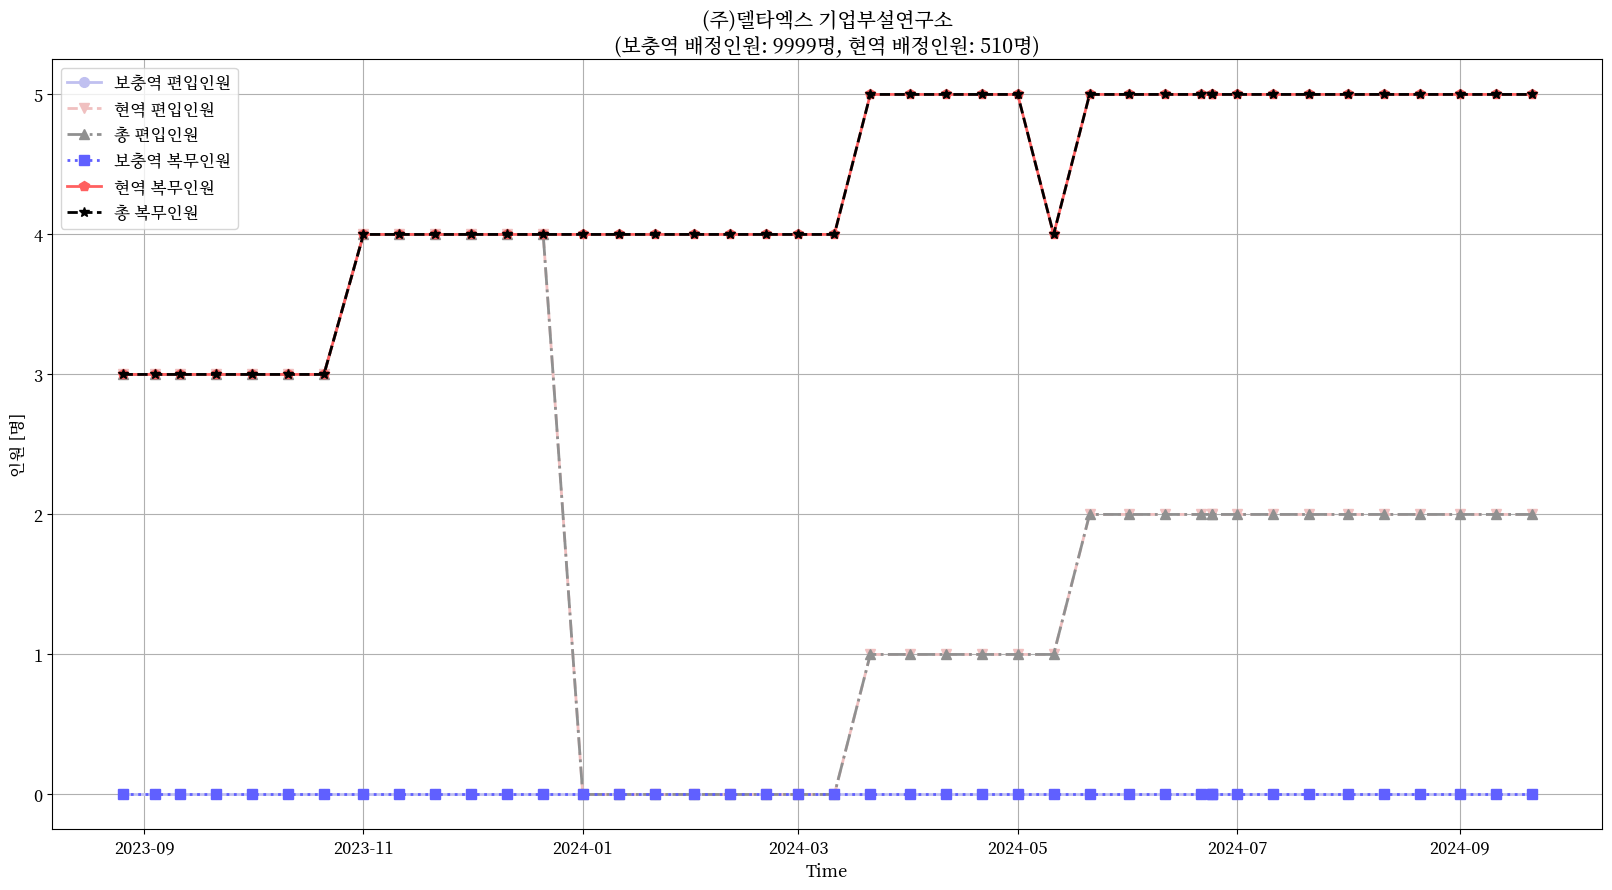 (주)델타엑스 기업부설연구소
(보충역 배정인원: 9999명, 현역 배정인원: 510명)
보충역 편입인원
현역 편입인원
총 편입인원
보충역 복무인원
현역 복무인원
총 복무인원
인원 [명]
5
4
3
2
1
0
2023-09
2023-11
2024-01
2024-03
2024-05
2024-07
2024-09
Time